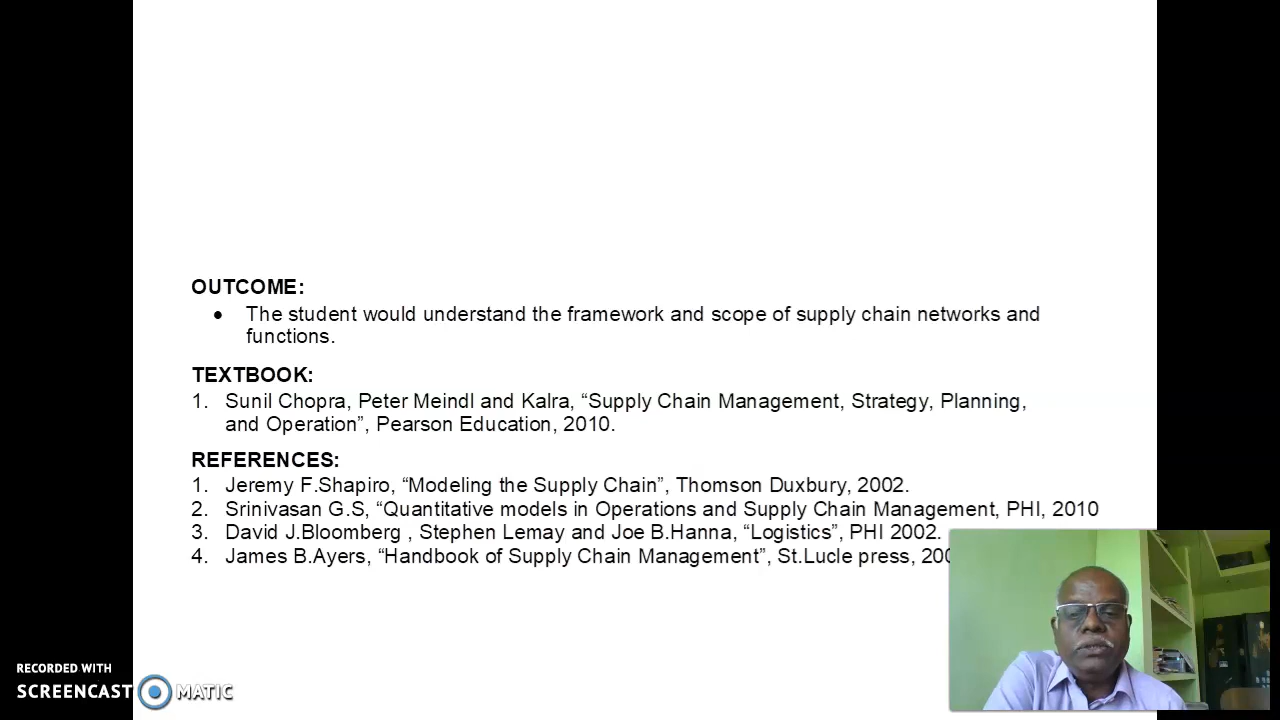 OUTCOME:
• The student would understand the framework and scope of supply chain networks and
functions.
TEXTBOOK:
1. Sunil Chopra, Peter Meindl and Kalra, “Supply Chain Management, Strategy, Planning,
and Operation”, Pearson Education, 2010.
REFERENCES:
1. Jeremy F.Shapiro, “Modeling the Supply Chain”, Thomson Duxbury, 2002.
2. Srinivasan G.S, “Quantitative models in Operations and Supply Chain Management, PHI, 2010
3. David J.Bloomberg , Stephen Lemay and Joe B.Hanna, “Logistics”, PHI 2002.
4. James B.Ayers, “Handbook of Supply Chain Management”, St.Lucle press,
RECORDED WITH
SCREENCAST MATIC